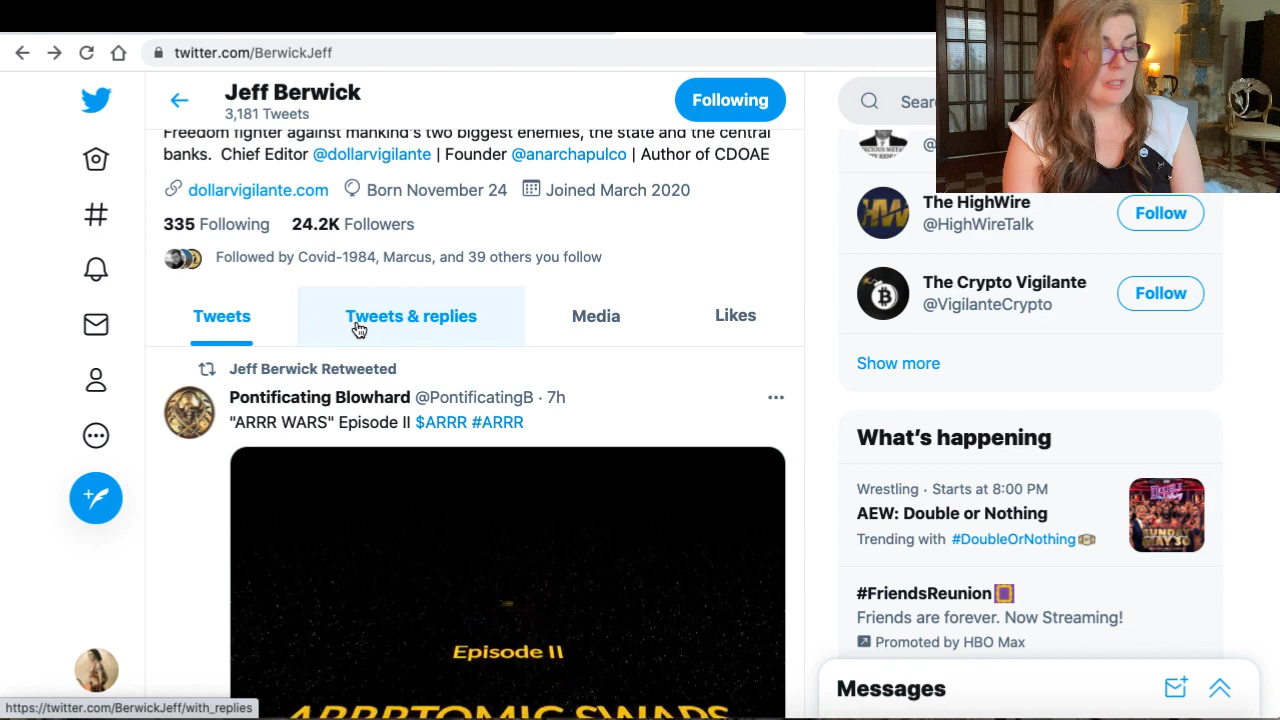 twitter.com/BerwickJeff
Jeff Berwick
3,181 Tweets
Following
Freedom fighter against mankind's two biggest enemies, the state and the central
banks. Chief Editor @dollarvigilante | Founder @anarchapulco | Author of CDOAE
dollarvigilante.com Born November 24 Joined March 2020
335 Following 24.2K Followers
Followed by Covid-1984, Marcus, and 39 others you follow
Tweets Tweets & replies Media Likes
Jeff Berwick Retweeted
Pontificating Blowhard @PontificatingB · 7h
"ARRR WARS" Episode II $ARRR #ARRR
Episode II
ARRRTOMIC SWAPS
The HighWire
@HighWireTalk
Follow
The Crypto Vigilante
@VigilanteCrypto
Follow
Show more
What's happening
Wrestling · Starts at 8:00 PM
AEW: Double or Nothing
Trending with #DoubleOrNothing
SUNDAY
MAY 30
#FriendsReunion
Friends are forever. Now Streaming!
Promoted by HBO Max
Messages
https://twitter.com/BerwickJeff/with_replies